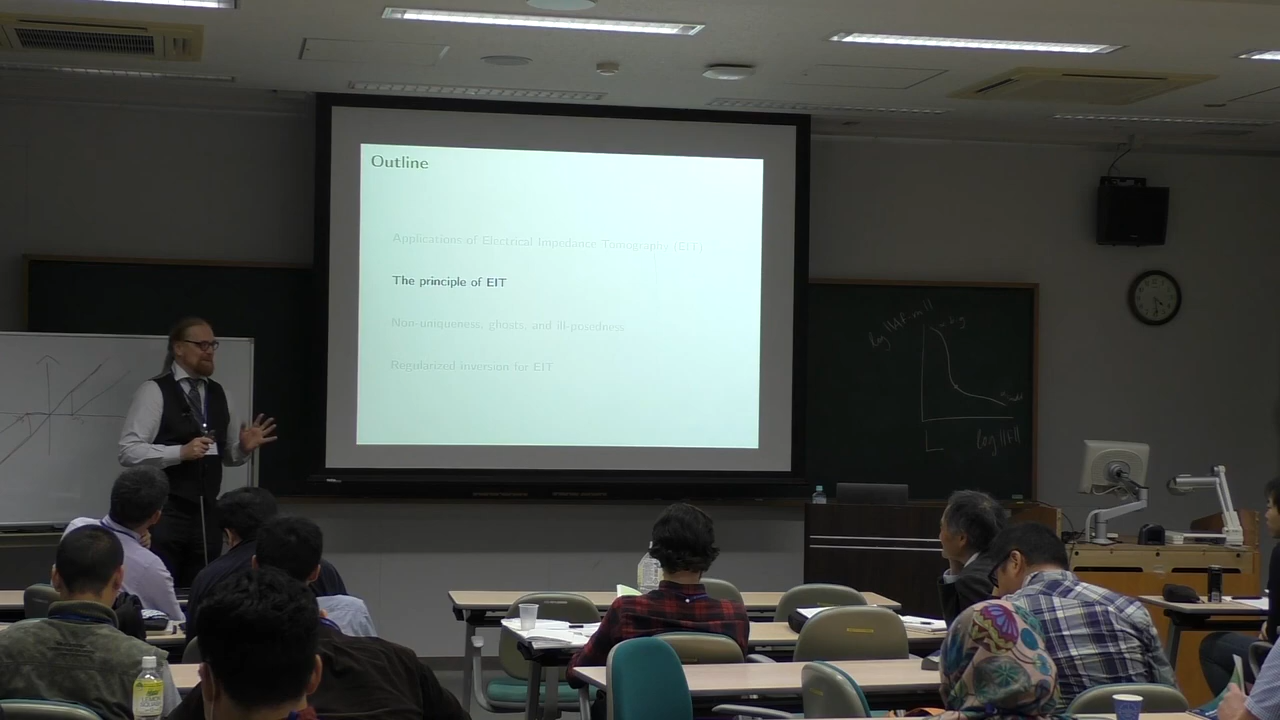 Outline
Applications of Electrical Impedance Tomography (EIT)
The principle of EIT
Non-uniqueness, ghosts, and ill-posedness
Regularized inversion for EIT
L